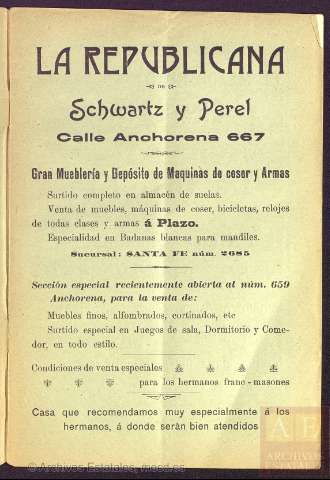 LA REPUBLICANA
DE
Schwartz y Perel
Calle Anchorena 667
Gran Mueblería y Depósito de Maquinas de coser y Armas
Surtido completo en almacén de suelas.
Venta de muebles, máquinas de coser, bicicletas, relojes
de todas clases y armas á Plazo.
Especialidad en Badanas blancas para mandiles.
Sucursal: SANTA FE núm. 2685
Sección especial recientemente abierta al núm. 659
Anchorena, para la venta de:
Muebles finos, alfombrados, cortinados, etc
Surtido especial en Juegos de sala, Dormitorio y Come-
dor, en todo estilo.
Condiciones de venta especiales
para los hermanos franc-masones
Casa que recomendamos muy especialmente á los
hermanos, á donde serán bien atendidos
AE
ARCHIVOS
ESTATALES
© Archivos Estatales, mecd.es